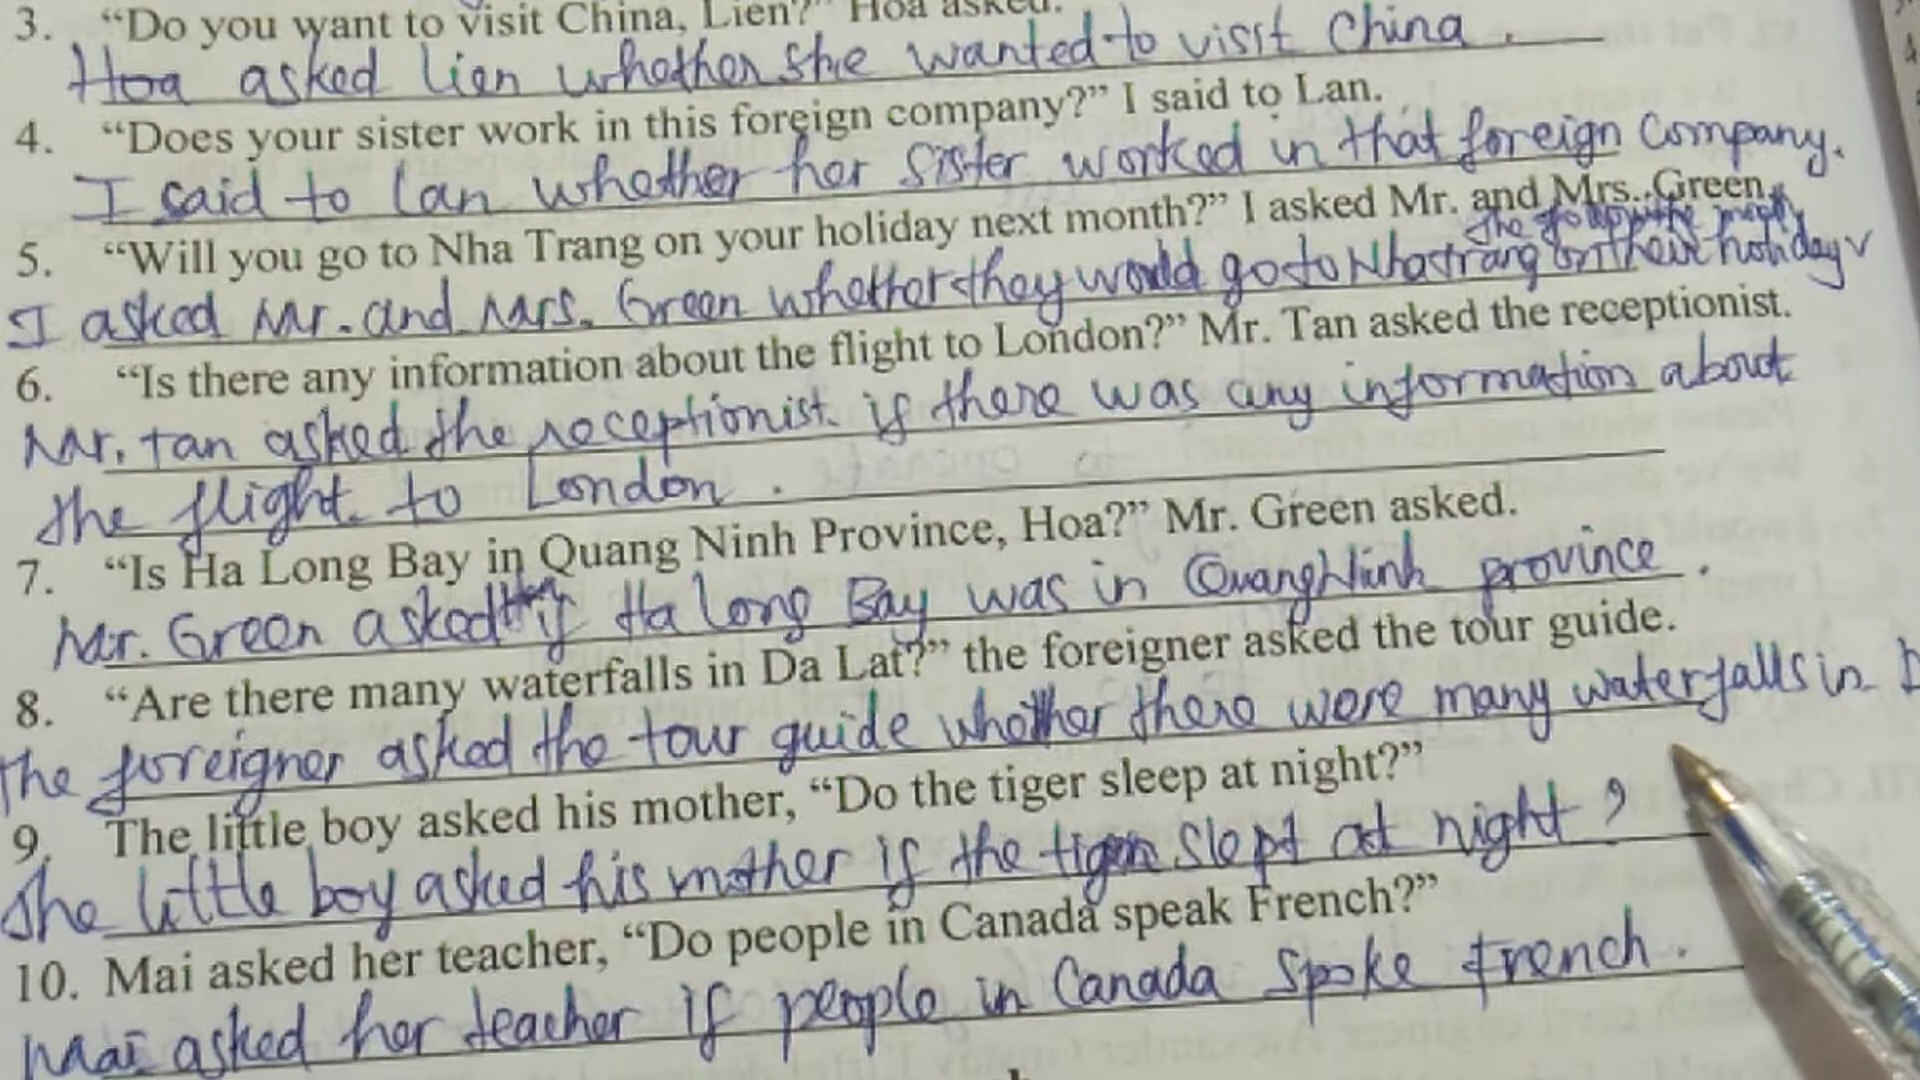 3. “Do you want to visit China, Lien?” Hoa asked.
Hoa asked lien whether she wanted to visit China.
4. “Does your sister work in this foreign company?” I said to Lan.
I said to lan whether her sister worked in that foreign company.
5. “Will you go to Nha Trang on your holiday next month?” I asked Mr. and Mrs. Green.
the following month
I asked Mr. and Mrs. Green whether they would go to Nhatrang on their holiday
6. “Is there any information about the flight to London?” Mr. Tan asked the receptionist.
Mr. tan asked the receptionist if there was any information about
the flight to London.
7. “Is Ha Long Bay in Quang Ninh Province, Hoa?” Mr. Green asked.
Mr. Green asked if Ha long Bay was in Quang Ninh province.
8. “Are there many waterfalls in Da Lat?” the foreigner asked the tour guide.
The foreigner asked the tour guide whether there were many waterfalls in
9. The little boy asked his mother, “Do the tiger sleep at night?”
The little boy asked his mother if the tiger slept at night?
10. Mai asked her teacher, “Do people in Canada speak French?”
Mai asked her teacher if people in Canada spoke French.